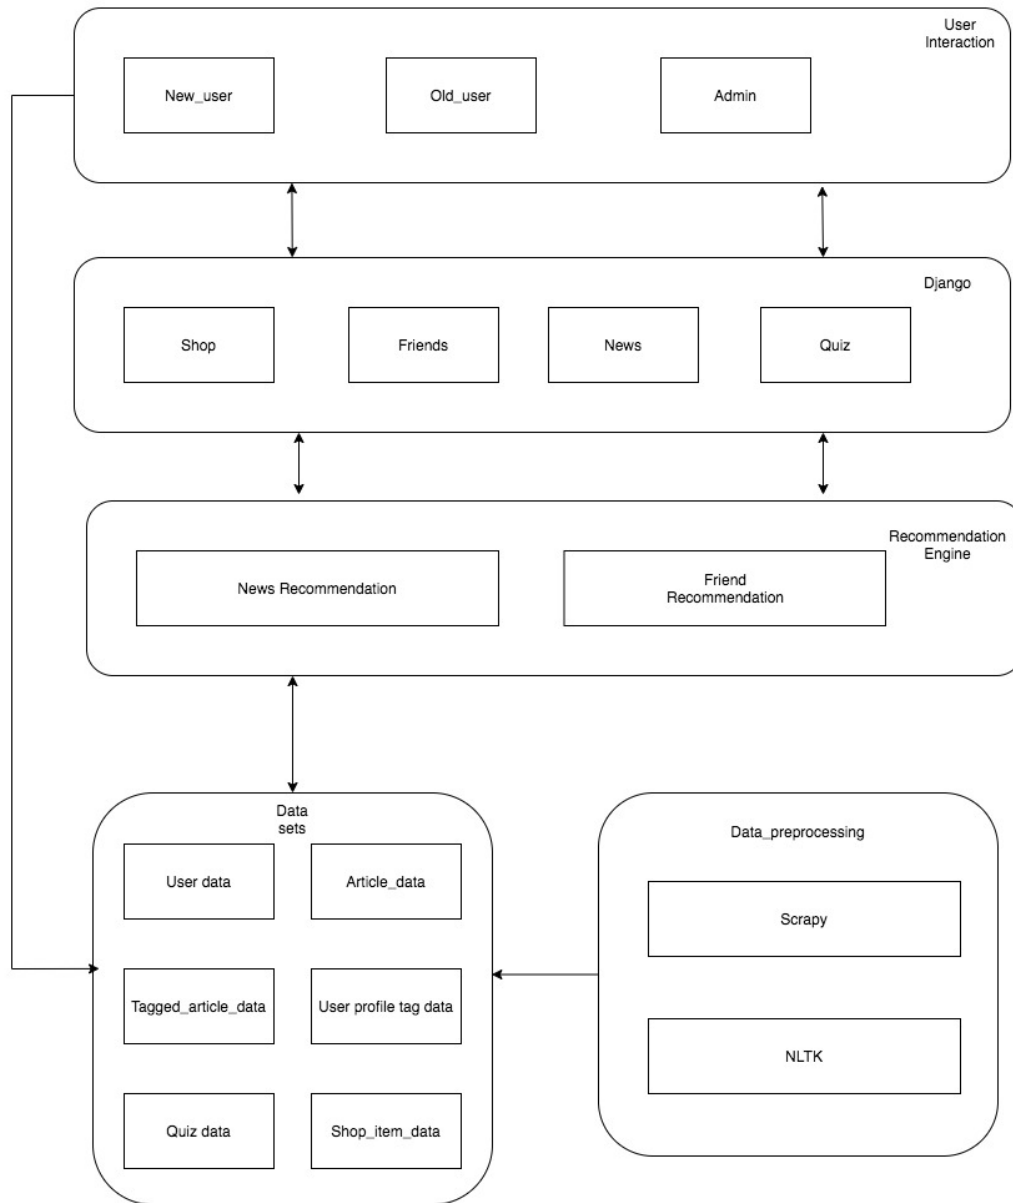 User
Interaction
New_user
Old_user
Admin
Django
Shop
Friends
News
Quiz
Recommendation
Engine
News Recommendation
Friend
Recommendation
Data
sets
User data
Article_data
Tagged_article_data
User profile tag data
Quiz data
Shop_item_data
Data_preprocessing
Scrapy
NLTK